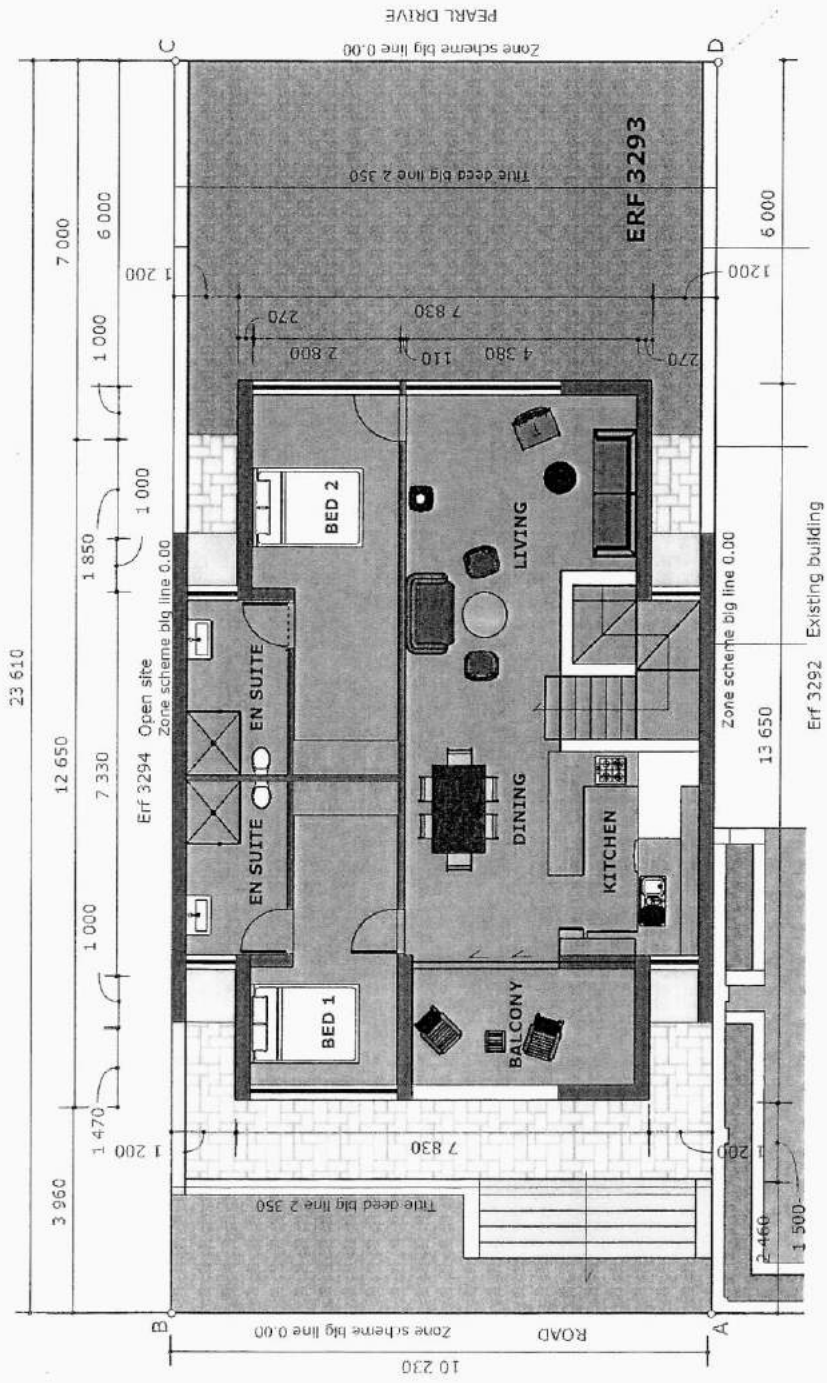 PEARL DRIVE
Zone scheme blg line 0.00
C
D
23 610
7 000
6 000
1 000
12 650
1 850
1 000
7 330
1 000
3 960
1 470
1 200
Title deed blg line 2 350
ERF 3293
6 000
1200
7 830
270
2 800
110
4 380
270
Erf 3294 Open site
Zone scheme blg line 0.00
BED 2
LIVING
EN SUITE
EN SUITE
DINING
KITCHEN
BED 1
BALCONY
Zone scheme blg line 0.00
13 650
Erf 3292 Existing building
1 200
7 830
1 200
Title deed blg line 2 350
2 460
1 500
B
A
Zone scheme blg line 0.00
ROAD
10 230